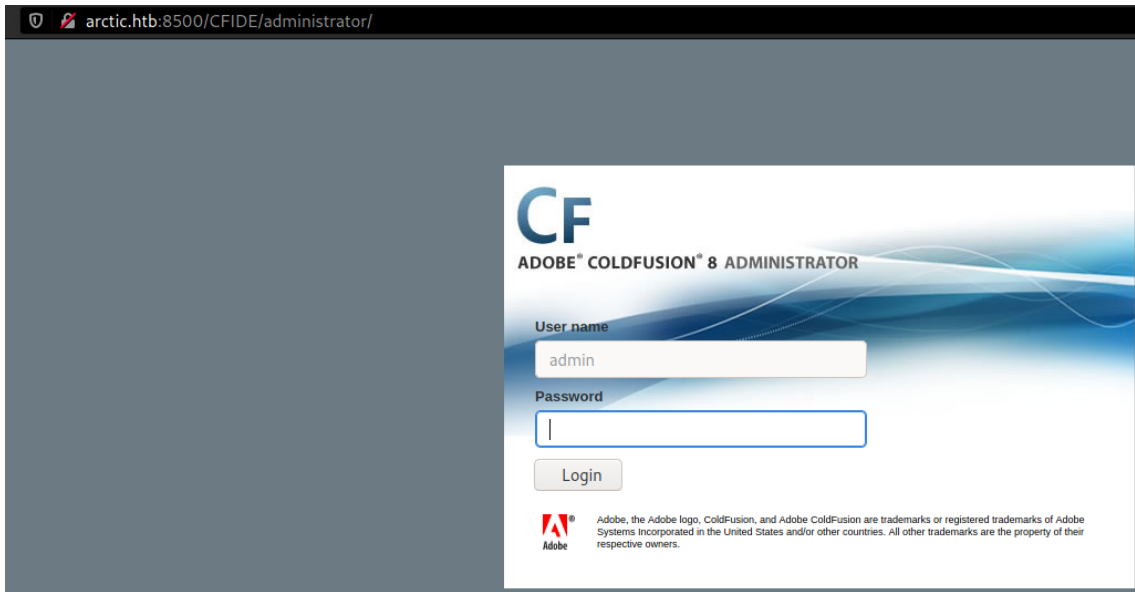 arctic.htb:8500/CFIDE/administrator/
CF
ADOBE® COLDFUSION® 8 ADMINISTRATOR
User name
admin
Password
Login
Adobe, the Adobe logo, ColdFusion, and Adobe ColdFusion are trademarks or registered trademarks of Adobe
Systems Incorporated in the United States and/or other countries. All other trademarks are the property of their
respective owners.
Adobe